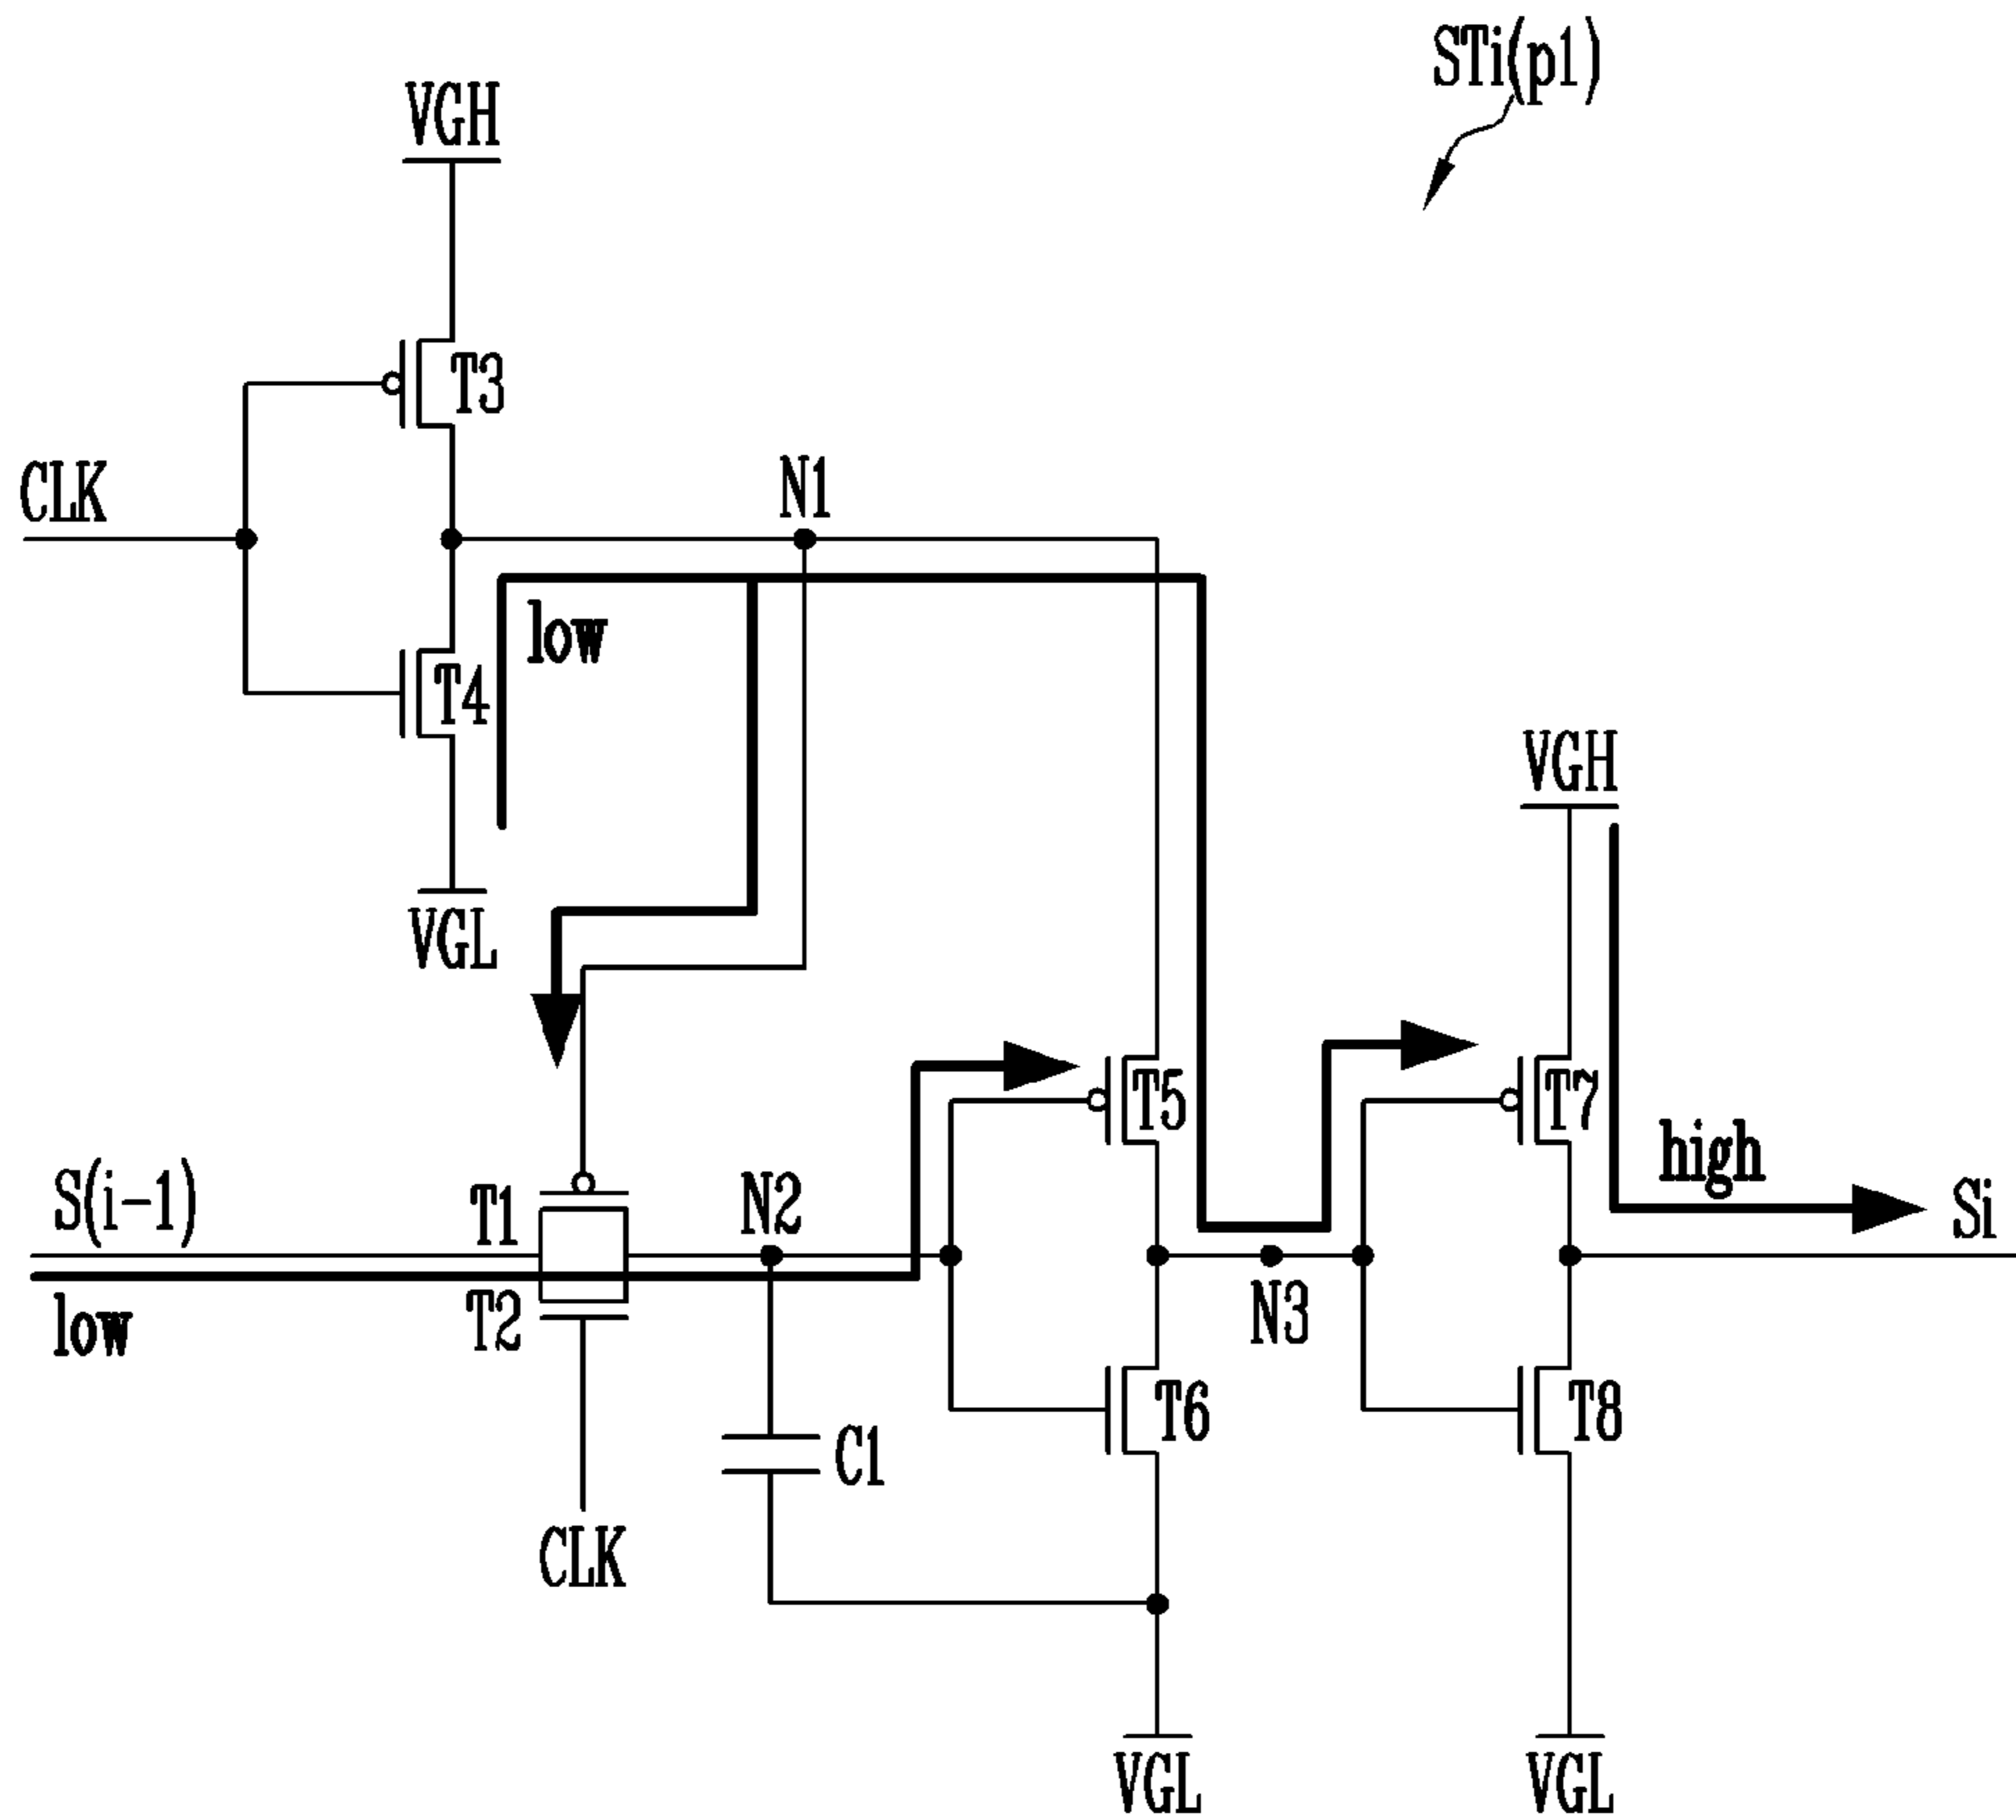 STi(p1)
VGH
T3
CLK
N1
low
T4
VGH
VGL
T5
T7
high
S(i-1)
T1
N2
Si
low
T2
N3
T6
T8
C1
CLK
VGL
VGL